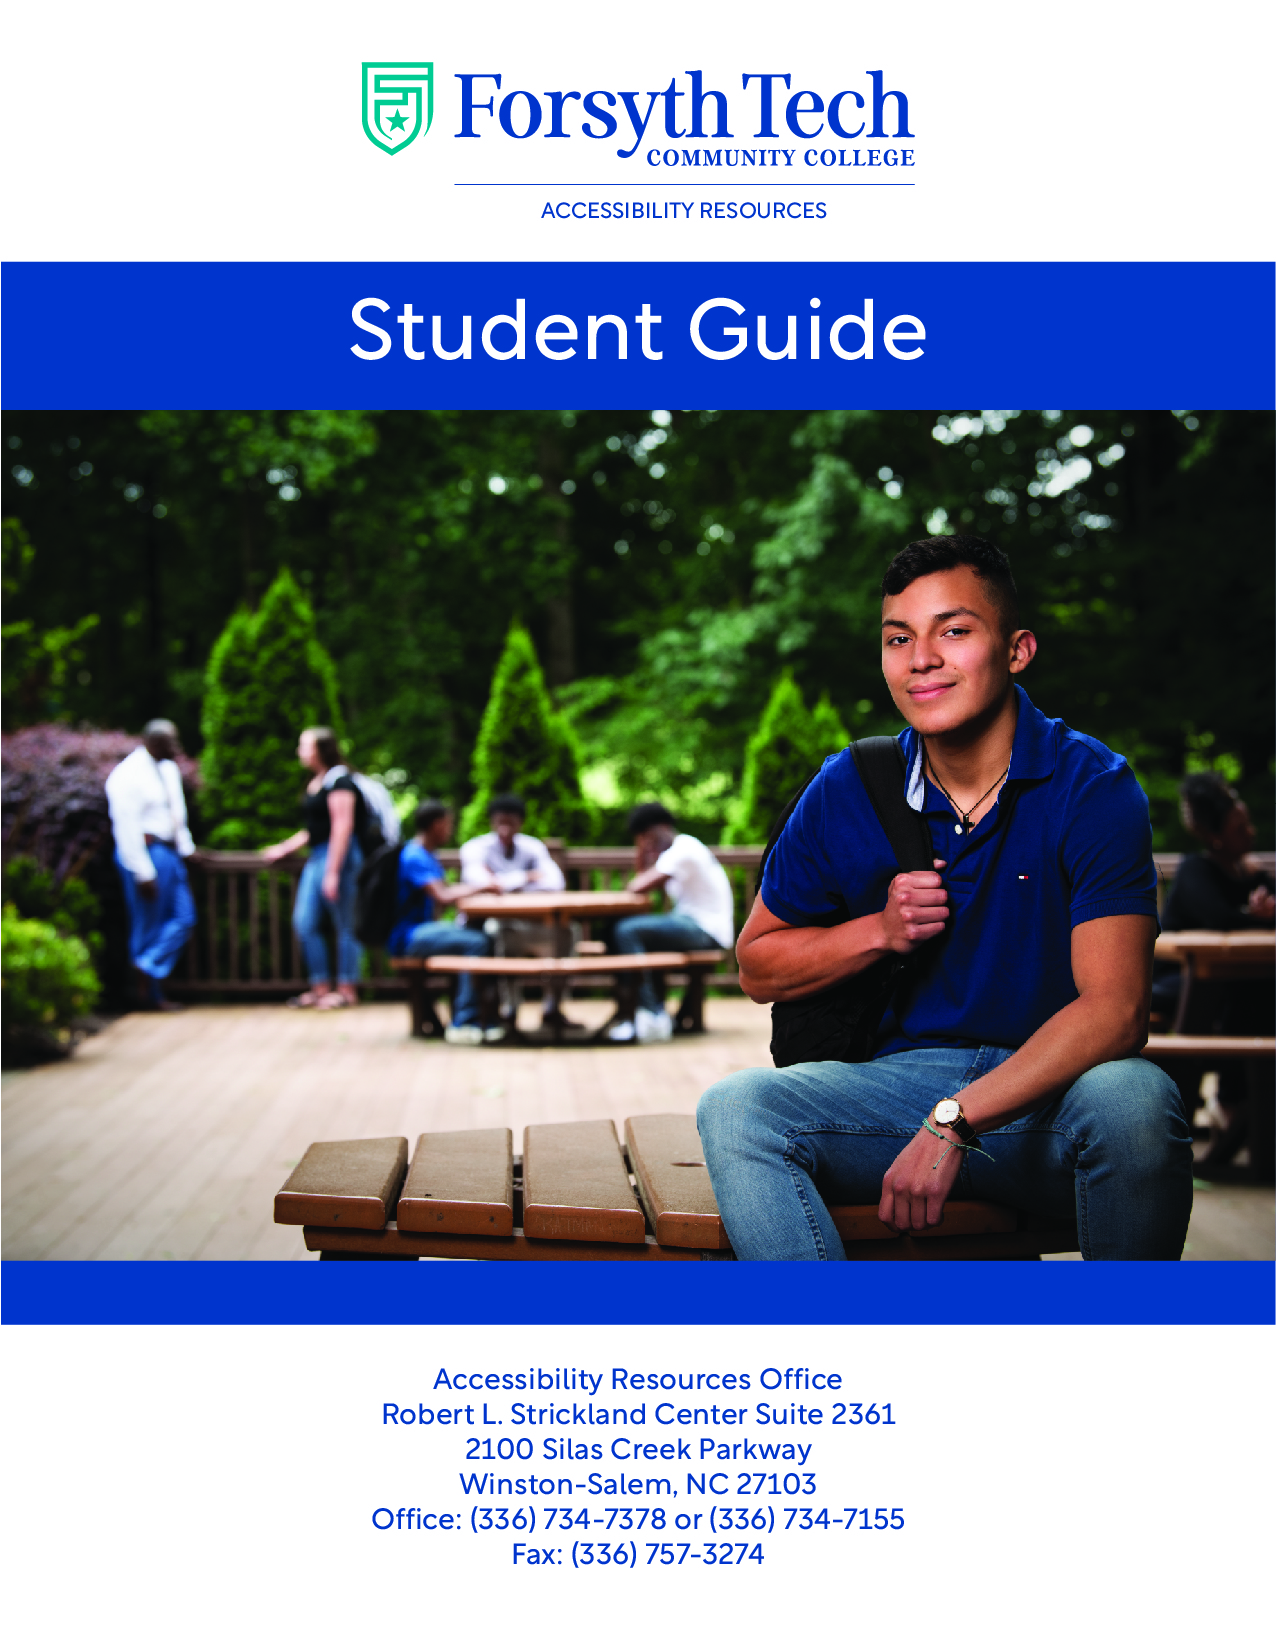 Forsyth Tech
COMMUNITY COLLEGE
ACCESSIBILITY RESOURCES
Student Guide
Accessibility Resources Office
Robert L. Strickland Center Suite 2361
2100 Silas Creek Parkway
Winston-Salem, NC 27103
Office: (336) 734-7378 or (336) 734-7155
Fax: (336) 757-3274